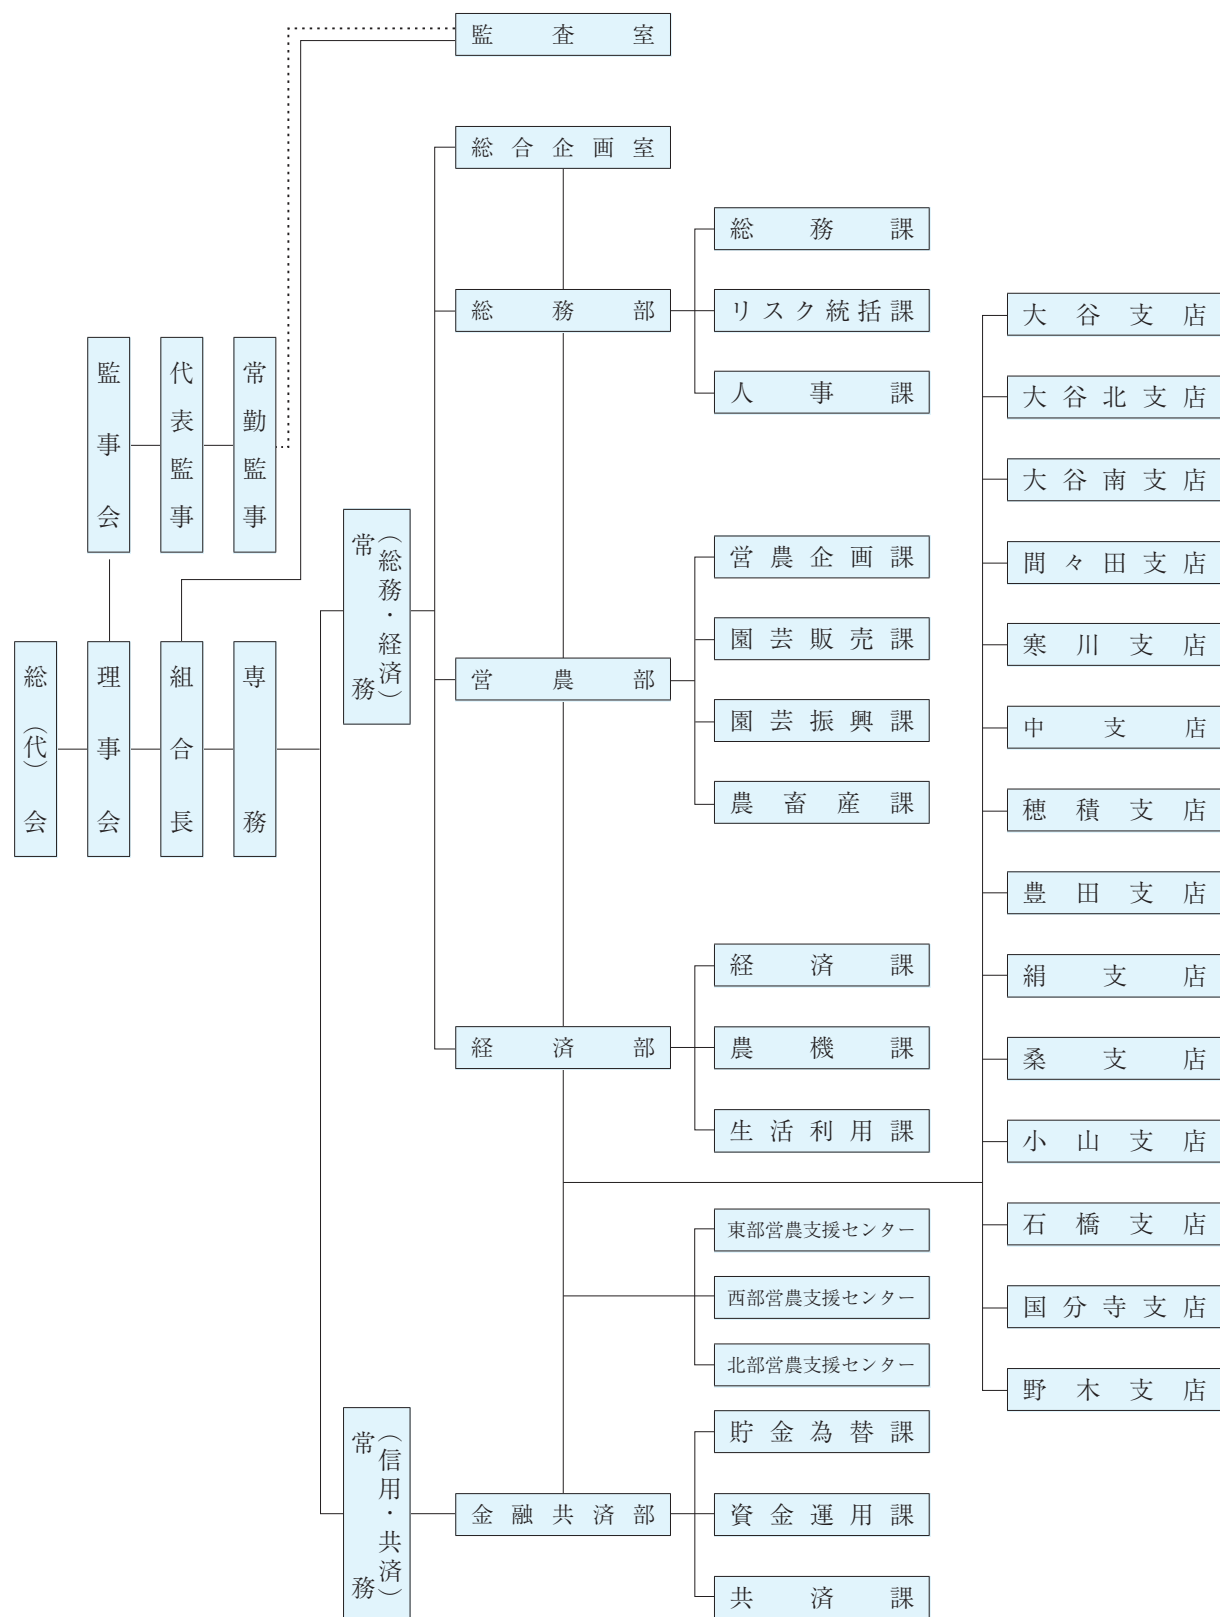 監査室
総合企画室
総務課
総務部
リスク統括課
人事課
監事会
代表監事
常勤監事
常務
(総務・経済)
総(代)会
理事会
組合長
専務
営農企画課
園芸販売課
営農部
園芸振興課
農畜産課
経済課
経済部
農機課
生活利用課
東部営農支援センター
西部営農支援センター
北部営農支援センター
常務
(信用・共済)
貯金為替課
金融共済部
資金運用課
共済課
大谷支店
大谷北支店
大谷南支店
間々田支店
寒川支店
中支店
穂積支店
豊田支店
絹支店
桑支店
小山支店
石橋支店
国分寺支店
野木支店